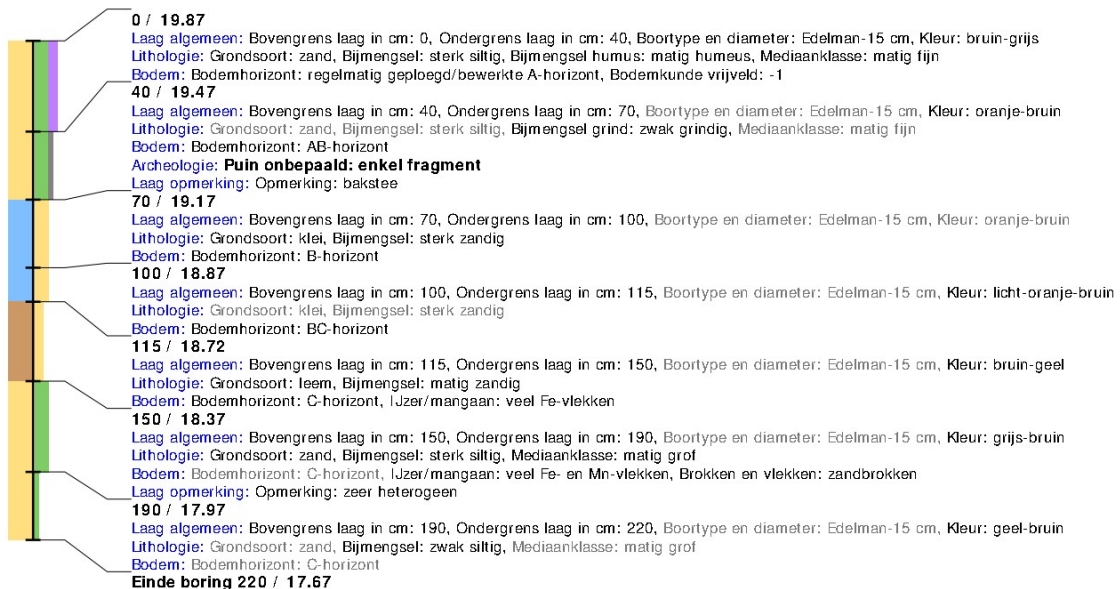 0 / 19.87
Laag algemeen: Bovengrens laag in cm: 0, Ondergrens laag in cm: 40, Boortype en diameter: Edelman-15 cm, Kleur: bruin-grijs
Lithologie: Grondsoort: zand, Bijmengsel: sterk siltig, Bijmengsel humus: matig humeus, Mediaanklasse: matig fijn
Bodem: Bodemhorizont: regelmatig geploegd/bewerkte A-horizont, Bodemkunde vrijveld: -1
40 / 19.47
Laag algemeen: Bovengrens laag in cm: 40, Ondergrens laag in cm: 70, Boortype en diameter: Edelman-15 cm, Kleur: oranje-bruin
Lithologie: Grondsoort: zand, Bijmengsel: sterk siltig, Bijmengsel grind: zwak grindig, Mediaanklasse: matig fijn
Bodem: Bodemhorizont: AB-horizont
Archeologie: Puin onbepaald: enkel fragment
Laag opmerking: Opmerking: bakstee
70 / 19.17
Laag algemeen: Bovengrens laag in cm: 70, Ondergrens laag in cm: 100, Boortype en diameter: Edelman-15 cm, Kleur: oranje-bruin
Lithologie: Grondsoort: klei, Bijmengsel: sterk zandig
Bodem: Bodemhorizont: B-horizont
100 / 18.87
Laag algemeen: Bovengrens laag in cm: 100, Ondergrens laag in cm: 115, Boortype en diameter: Edelman-15 cm, Kleur: licht-oranje-bruin
Lithologie: Grondsoort: klei, Bijmengsel: sterk zandig
Bodem: Bodemhorizont: BC-horizont
115 / 18.72
Laag algemeen: Bovengrens laag in cm: 115, Ondergrens laag in cm: 150, Boortype en diameter: Edelman-15 cm, Kleur: bruin-geel
Lithologie: Grondsoort: leem, Bijmengsel: matig zandig
Bodem: Bodemhorizont: C-horizont, IJzer/mangaan: veel Fe-vlekken
150 / 18.37
Laag algemeen: Bovengrens laag in cm: 150, Ondergrens laag in cm: 190, Boortype en diameter: Edelman-15 cm, Kleur: grijs-bruin
Lithologie: Grondsoort: zand, Bijmengsel: sterk siltig, Mediaanklasse: matig grof
Bodem: Bodemhorizont: C-horizont, IJzer/mangaan: veel Fe- en Mn-vlekken, Brokken en vlekken: zandbrokken
Laag opmerking: Opmerking: zeer heterogeen
190 / 17.97
Laag algemeen: Bovengrens laag in cm: 190, Ondergrens laag in cm: 220, Boortype en diameter: Edelman-15 cm, Kleur: geel-bruin
Lithologie: Grondsoort: zand, Bijmengsel: zwak siltig, Mediaanklasse: matig grof
Bodem: Bodemhorizont: C-horizont
Einde boring 220 / 17.67